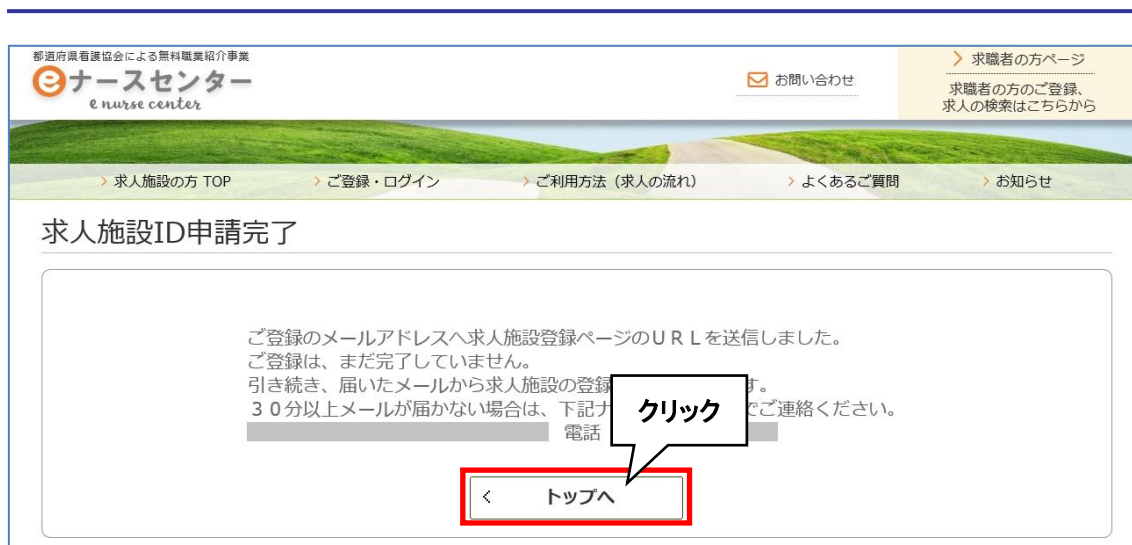 都道府県看護協会による無料職業紹介事業
eナースセンター
e nurse center
お問い合わせ
> 求職者の方ページ
求職者の方のご登録、
求人の検索はこちらから
> 求人施設の方 TOP > ご登録・ログイン > ご利用方法（求人の流れ） > よくあるご質問 > お知らせ
求人施設ID申請完了
ご登録のメールアドレスへ求人施設登録ページのＵＲＬを送信しました。
ご登録は、まだ完了していません。
引き続き、届いたメールから求人施設の登録 す。
３０分以上メールが届かない場合は、下記ナ でご連絡ください。
電話
クリック
< トップへ